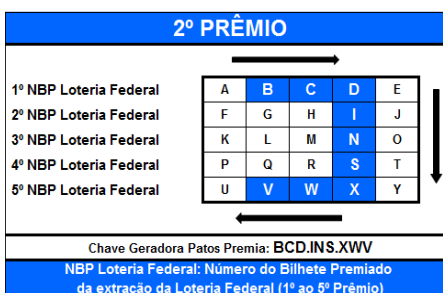 2º PRÊMIO
1º NBP Loteria Federal A B C D E
2º NBP Loteria Federal F G H I J
3º NBP Loteria Federal K L M N O
4º NBP Loteria Federal P Q R S T
5º NBP Loteria Federal U V W X Y
Chave Geradora Patos Premia: BCD.INS.XWV
NBP Loteria Federal: Número do Bilhete Premiado
da extração da Loteria Federal (1º ao 5º Prêmio)